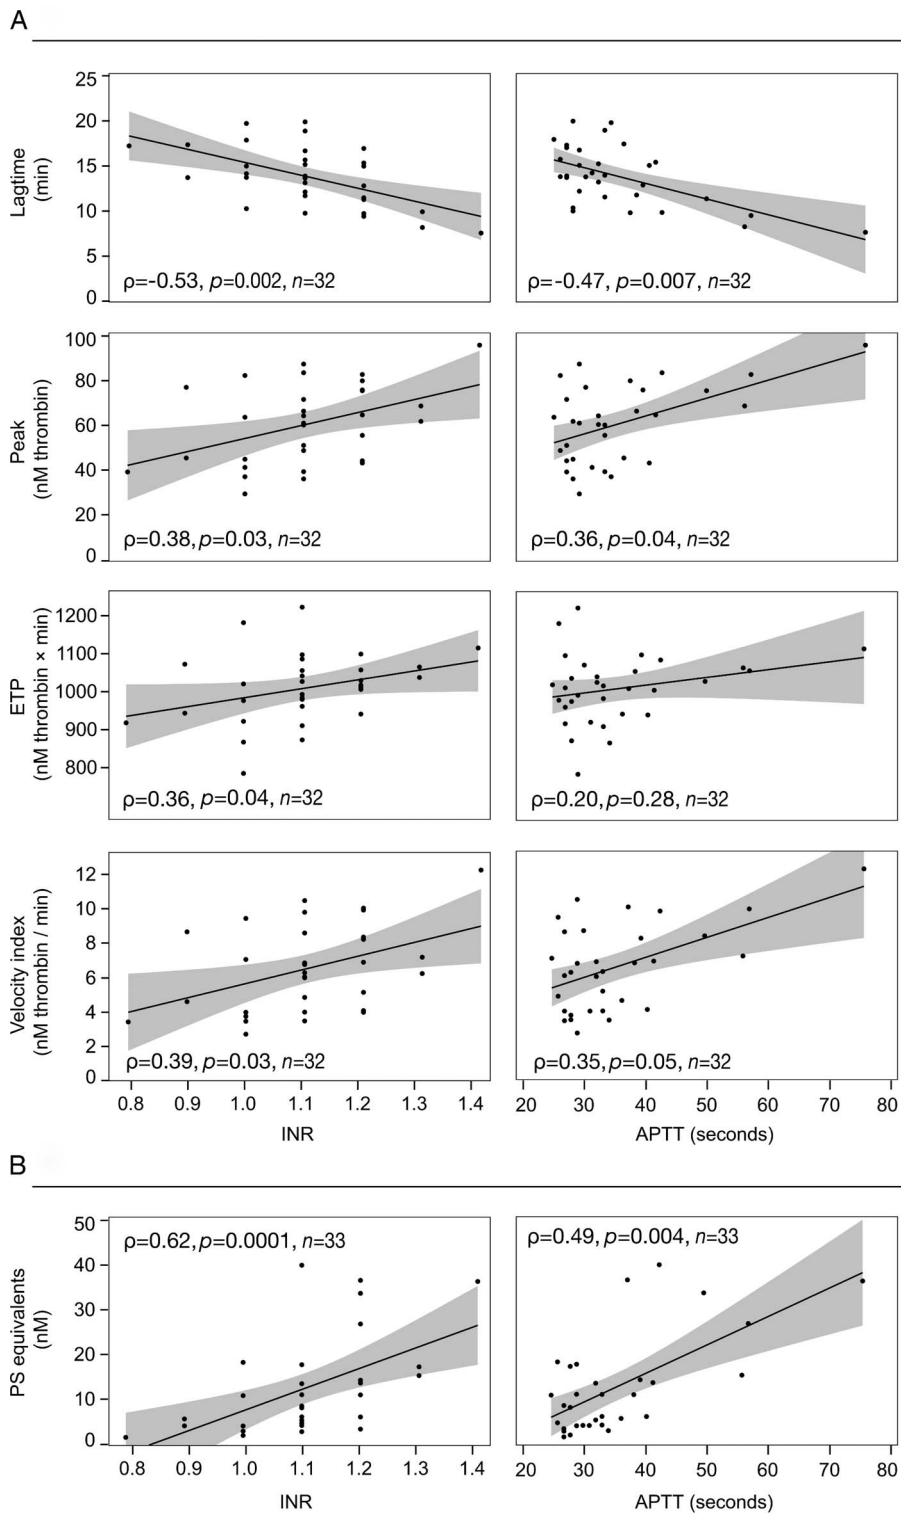 A
25
20
15
10
5
0
Lagtime
(min)
ρ=-0.53, p=0.002, n=32
ρ=-0.47, p=0.007, n=32
100
80
60
40
20
0
Peak
(nM thrombin)
ρ=0.38, p=0.03, n=32
ρ=0.36, p=0.04, n=32
1200
1100
1000
900
800
ETP
(nM thrombin × min)
ρ=0.36, p=0.04, n=32
ρ=0.20, p=0.28, n=32
12
10
8
6
4
2
0
Velocity index
(nM thrombin / min)
ρ=0.39, p=0.03, n=32
ρ=0.35, p=0.05, n=32
0.8 0.9 1.0 1.1 1.2 1.3 1.4
20 30 40 50 60 70 80
INR
APTT (seconds)
B
50
40
30
20
10
0
PS equivalents
(nM)
ρ=0.62, p=0.0001, n=33
ρ=0.49, p=0.004, n=33
0.8 0.9 1.0 1.1 1.2 1.3 1.4
20 30 40 50 60 70 80
INR
APTT (seconds)